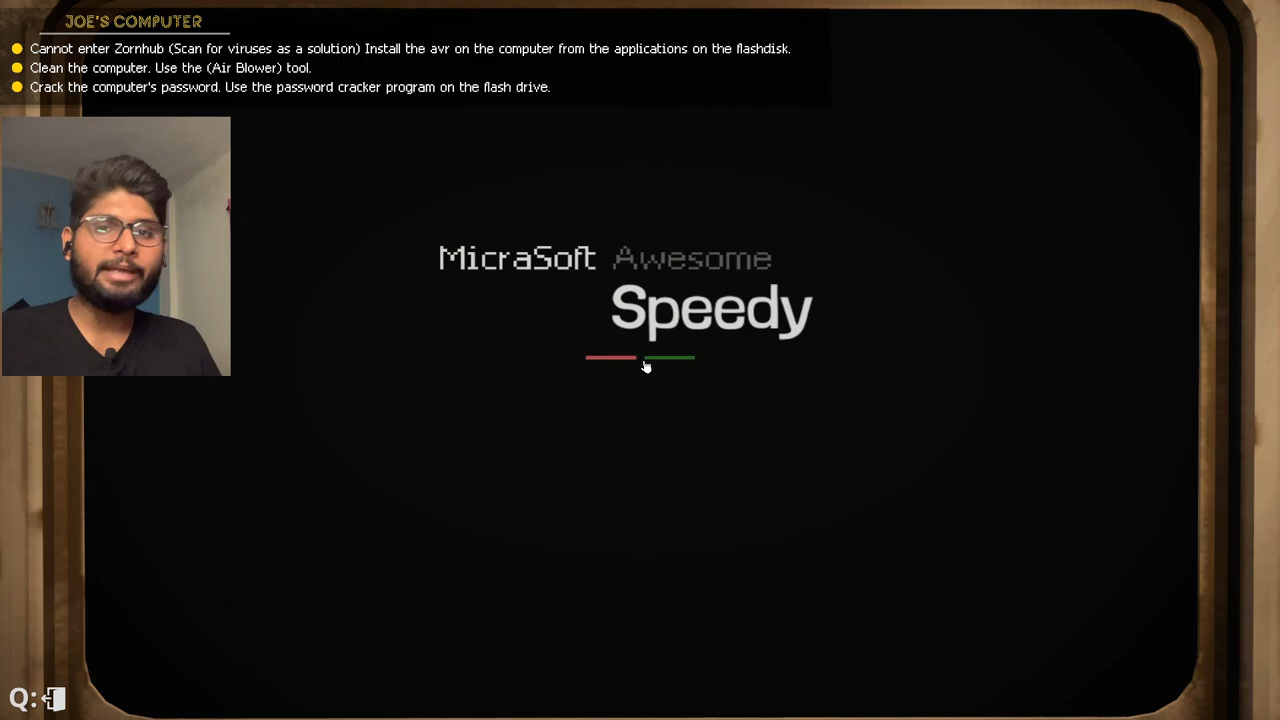 JOE'S COMPUTER
Cannot enter Zornhub (Scan for viruses as a solution) Install the avr on the computer from the applications on the flashdisk.
Clean the computer. Use the (Air Blower) tool.
Crack the computer's password. Use the password cracker program on the flash drive.
MicraSoft Awesome
Speedy
Q: